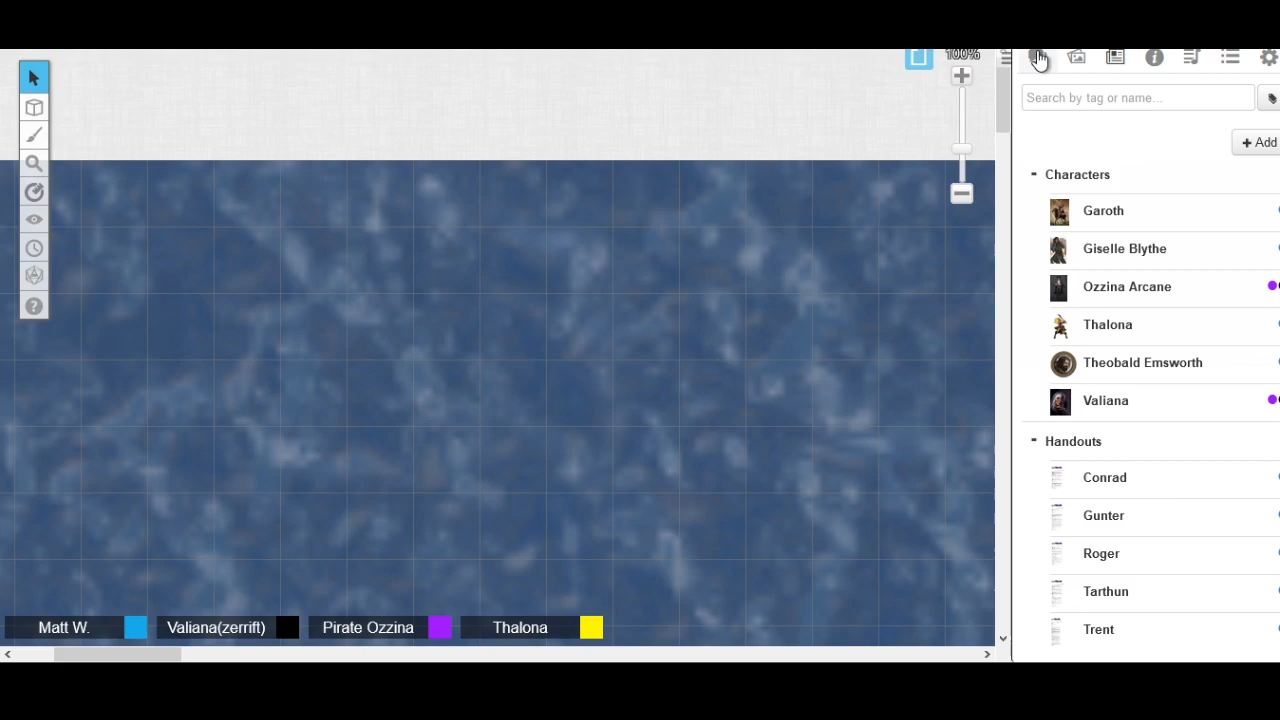 100%
Search by tag or name...
+ Add
- Characters
Garoth
Giselle Blythe
Ozzina Arcane
Thalona
Theobald Emsworth
Valiana
- Handouts
Conrad
Gunter
Roger
Tarthun
Trent
Matt W.
Valiana(zerrift)
Pirate Ozzina
Thalona